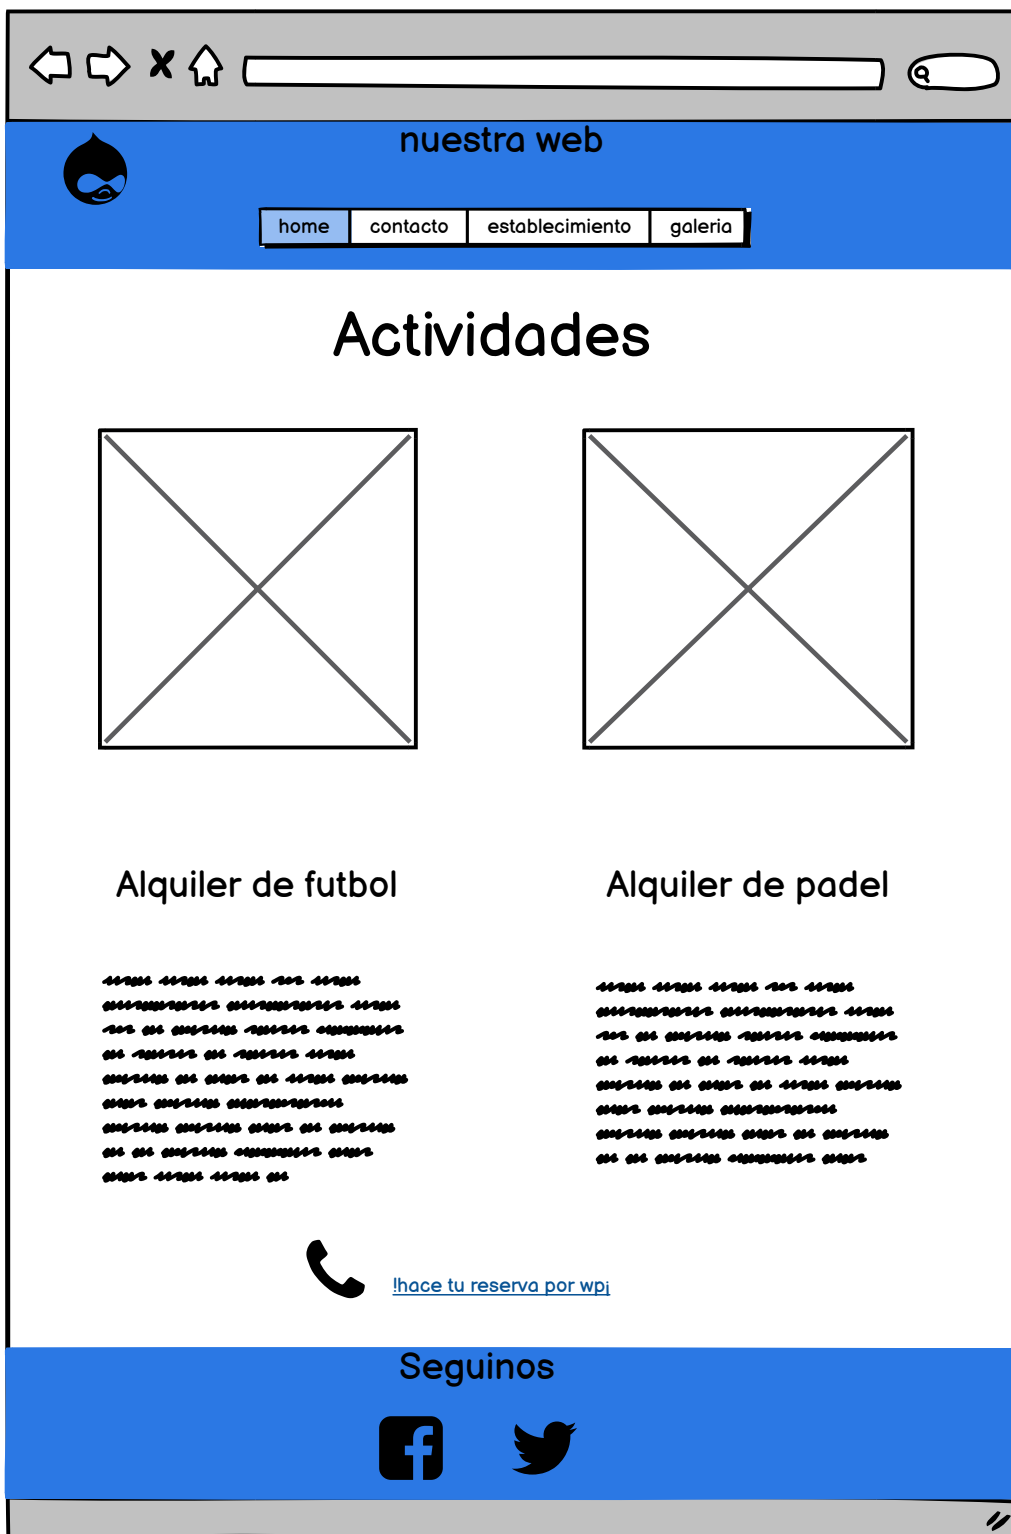 nuestra web
home contacto establecimiento galeria
Actividades
Alquiler de futbol
Alquiler de padel
!hace tu reserva por wp¡
Seguinos